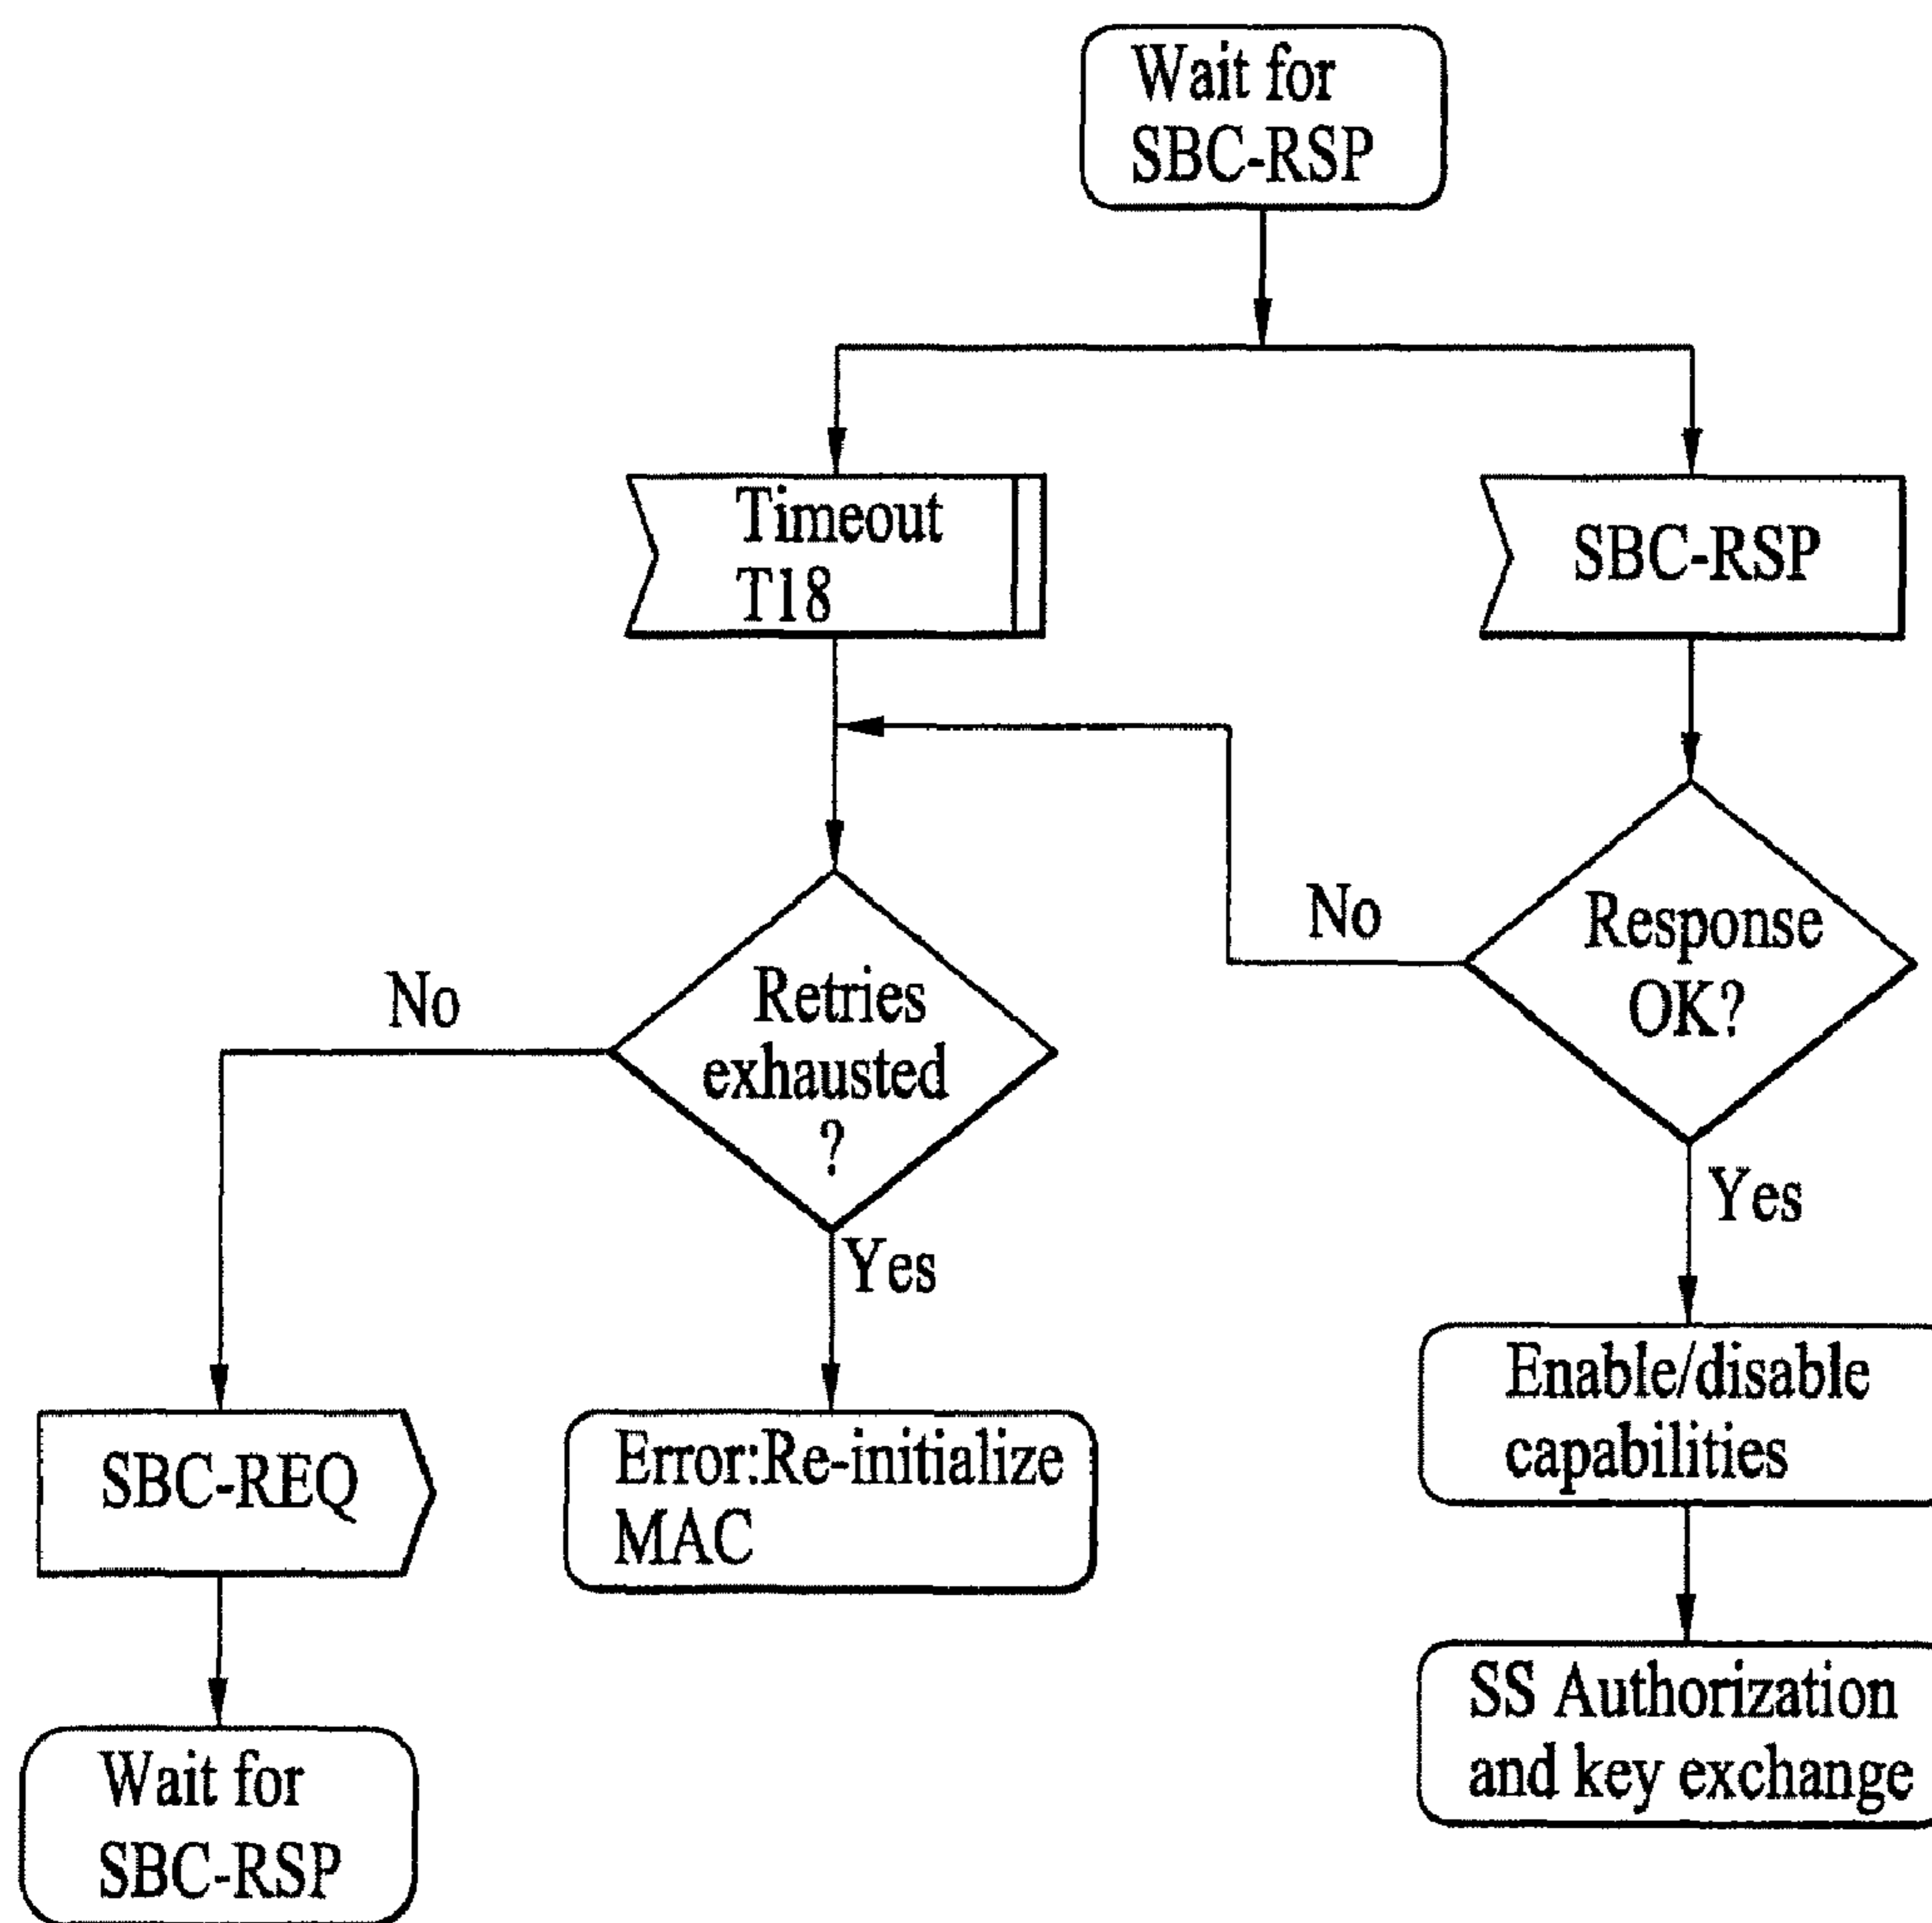 Wait for
SBC-RSP
Timeout
T18
SBC-RSP
No
Response
OK?
No
Retries
exhausted
?
Yes
Yes
Enable/disable
capabilities
SBC-REQ
Error:Re-initialize
MAC
SS Authorization
and key exchange
Wait for
SBC-RSP